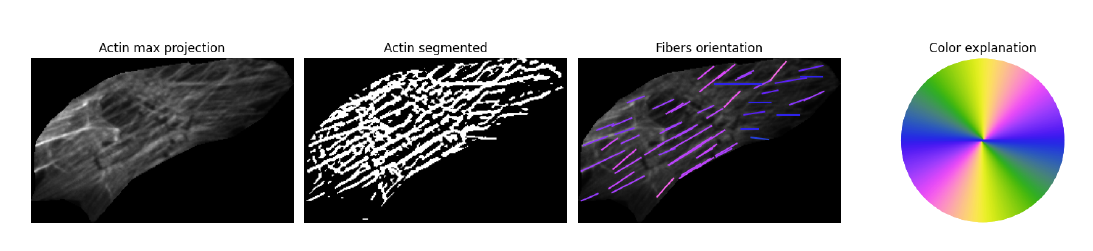 Actin max projection
Actin segmented
Fibers orientation
Color explanation